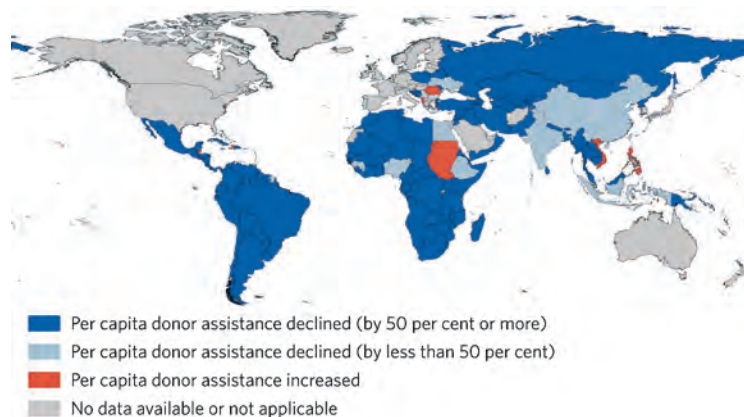 Per capita donor assistance declined (by 50 per cent or more)
Per capita donor assistance declined (by less than 50 per cent)
Per capita donor assistance increased
No data available or not applicable